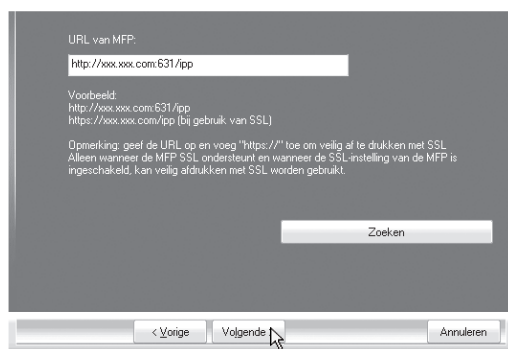 URL van MFP:
http://xxx.xxx.com:631/ipp
Voorbeeld:
http://xxx.xxx.com:631/ipp
https://xxx.xxx.com/ipp (bij gebruik van SSL)
Opmerking: geef de URL op en voeg "https://" toe om veilig af te drukken met SSL
Alleen wanneer de MFP SSL ondersteunt en wanneer de SSL-instelling van de MFP is
ingeschakeld, kan veilig afdrukken met SSL worden gebruikt.
Zoeken
< Vorige Volgende > Annuleren